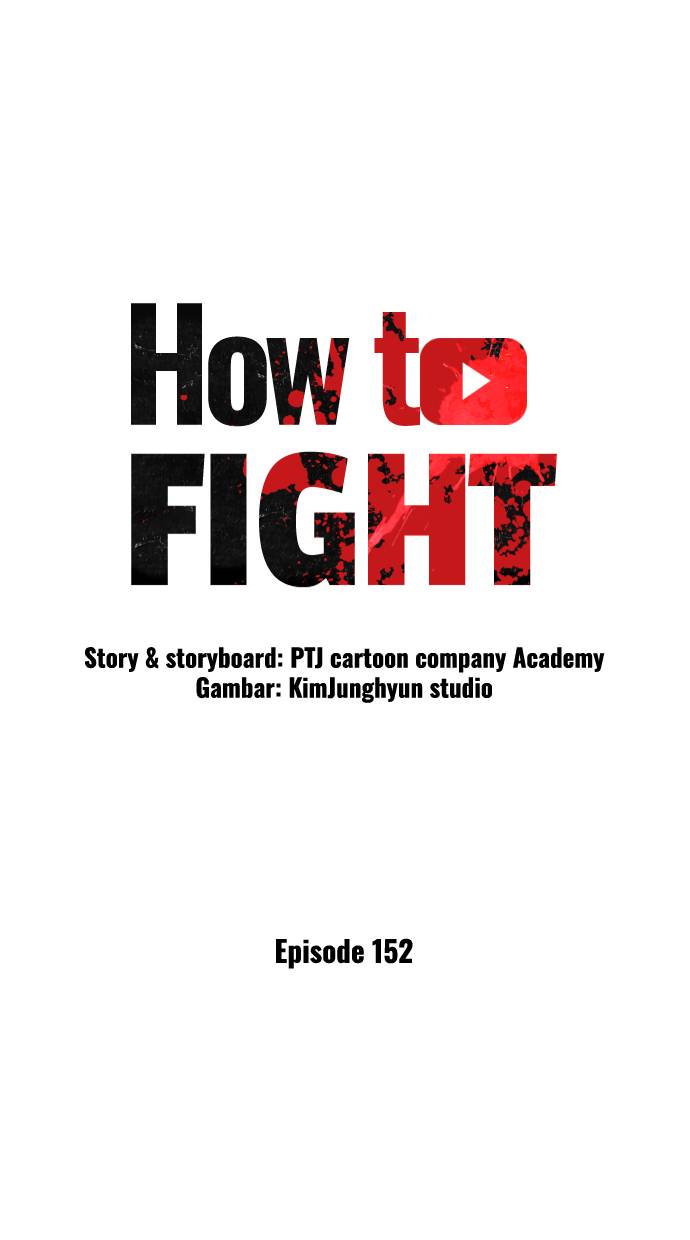 How to
FIGHT
Story & storyboard: PTJ cartoon company Academy
Gambar: KimJunghyun studio
Episode 152